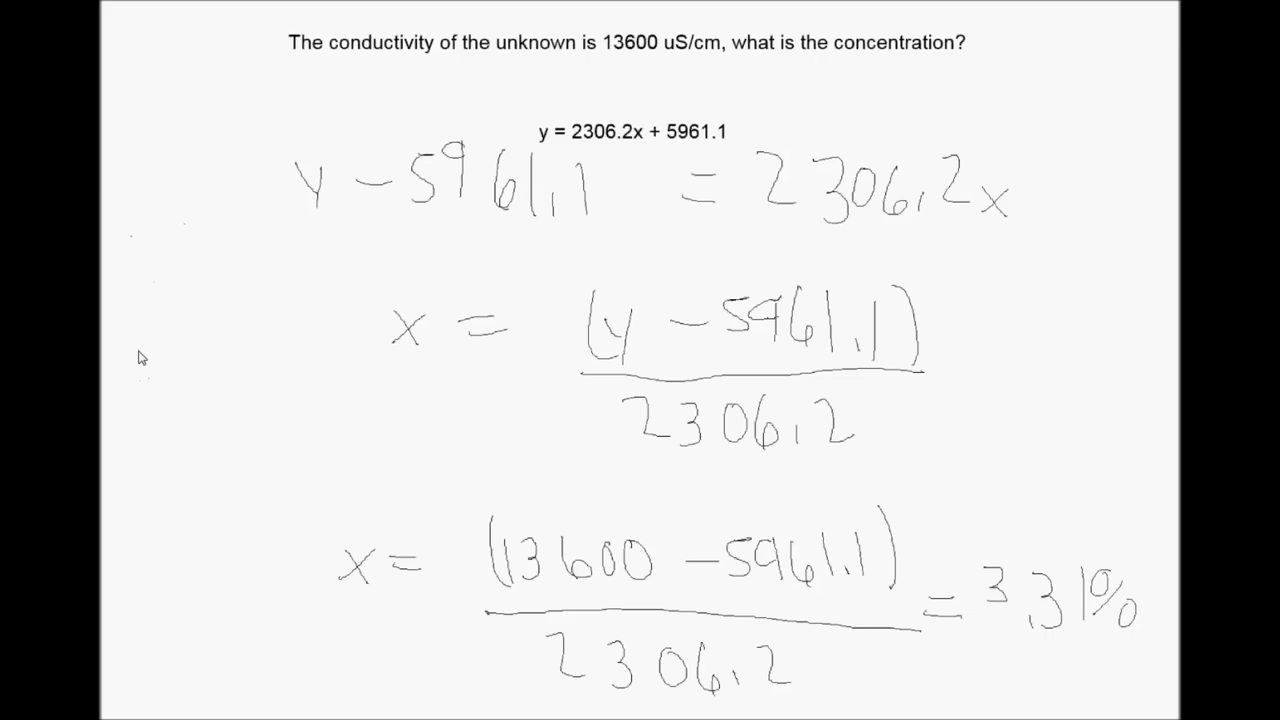 The conductivity of the unknown is 13600 uS/cm, what is the concentration?
y = 2306.2x + 5961.1
y - 5961.1 = 2306.2x
x = (y - 5961.1)
2306.2
x = (13600 - 5961.1) = 3.31%
2306.2